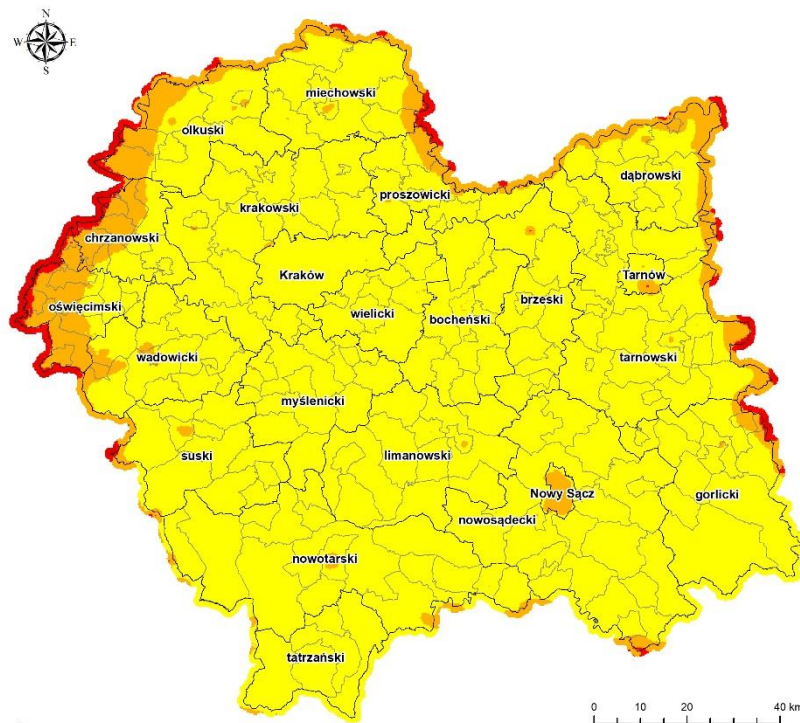 N
W E
S
miechowski
olkuski
dąbrowski
proszowicki
krakowski
chrzanowski
Kraków
Tarnów
oświęcimski
brzeski
wielicki
bocheński
wadowicki
tarnowski
myślenicki
suski
limanowski
Nowy Sącz
gorlicki
nowosądecki
nowotarski
tatrzański
0 10 20 40 km